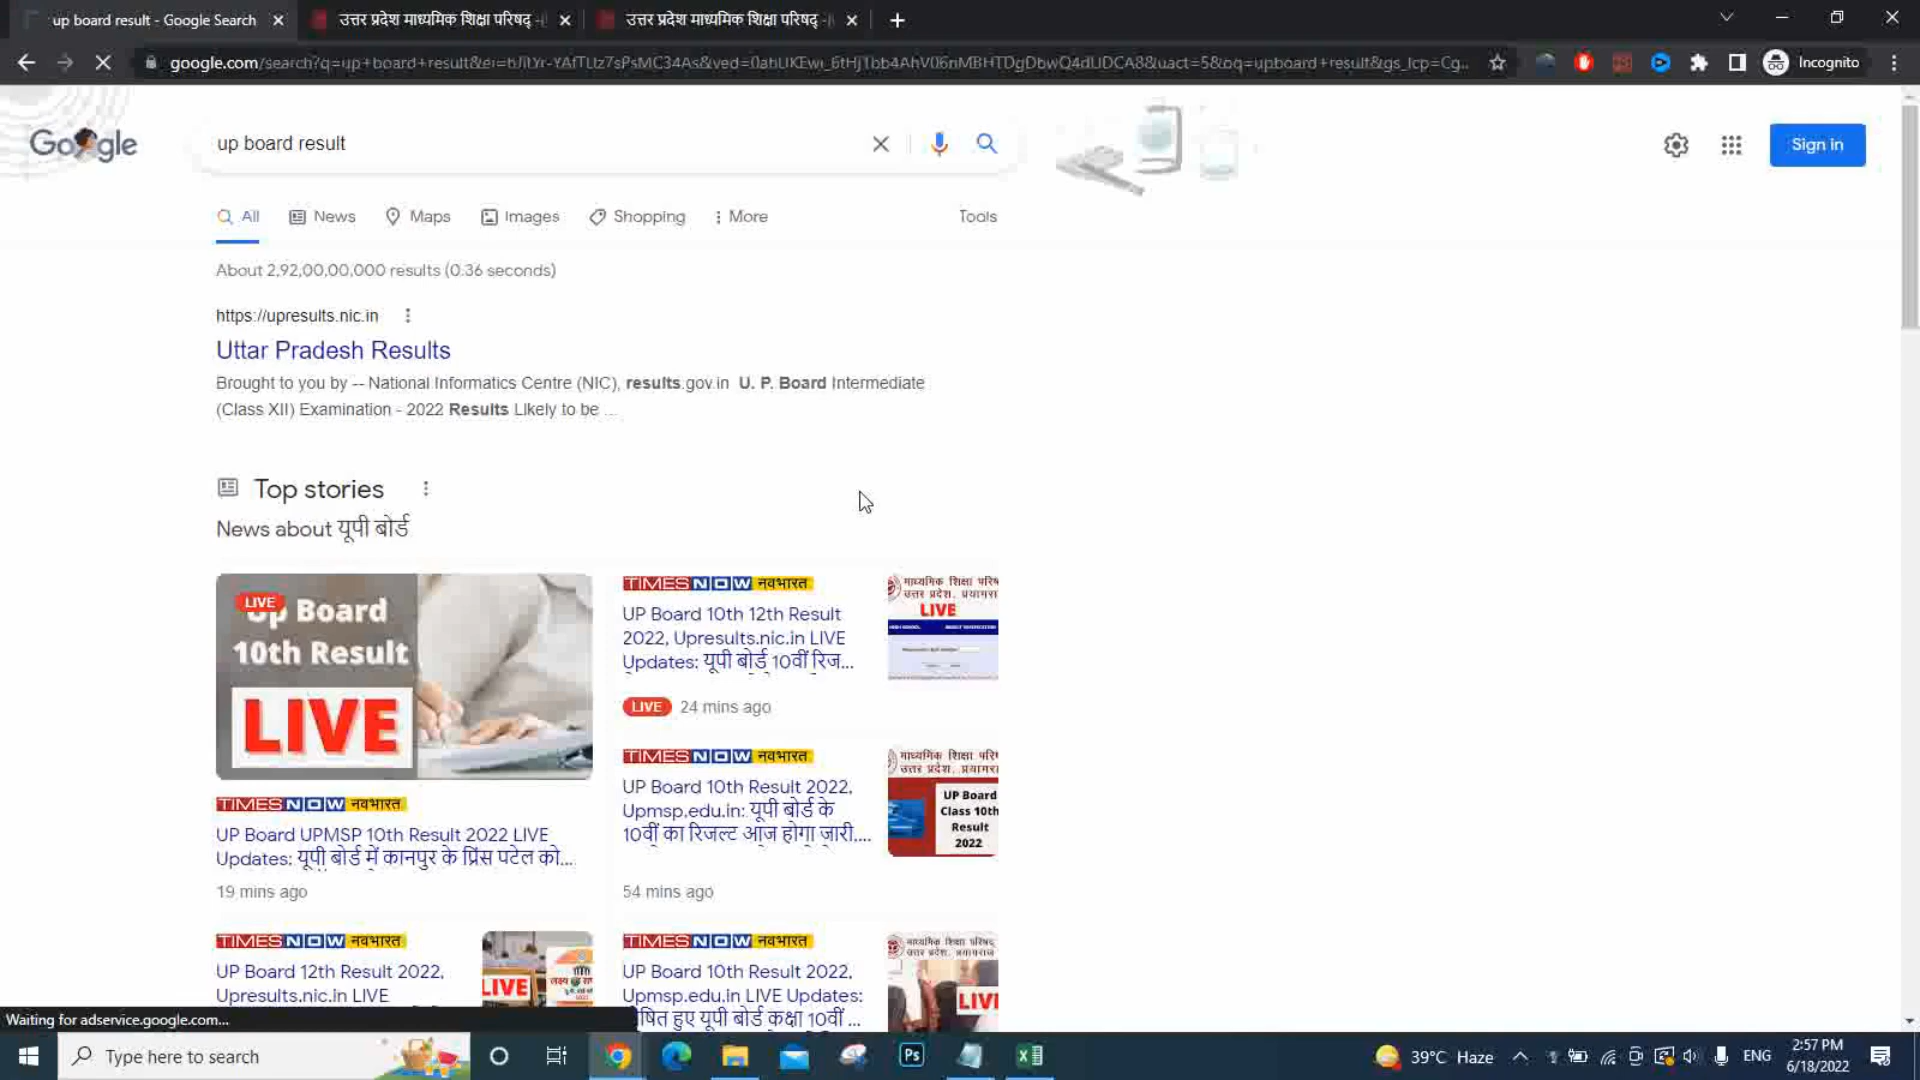 up board result - Google Search
उत्तर प्रदेश माध्यमिक शिक्षा परिषद् -
उत्तर प्रदेश माध्यमिक शिक्षा परिषद् -
Incognito
Google
up board result
Sign in
All
News
Maps
Images
Shopping
More
Tools
About 2,92,00,00,000 results (0.36 seconds)
https://upresults.nic.in
Uttar Pradesh Results
Brought to you by -- National Informatics Centre (NIC), results.gov.in U. P. Board Intermediate
(Class XII) Examination - 2022 Results Likely to be ...
Top stories
News about यूपी बोर्ड
LIVE
Up Board
10th Result
LIVE
TIMES NOW नवभारत
UP Board UPMSP 10th Result 2022 LIVE
Updates: यूपी बोर्ड में कानपुर के प्रिंस पटेल को...
19 mins ago
TIMES NOW नवभारत
UP Board 10th 12th Result
2022, Upresults.nic.in LIVE
Updates: यूपी बोर्ड 10वीं रिज...
LIVE
24 mins ago
LIVE
TIMES NOW नवभारत
UP Board 10th Result 2022,
Upmsp.edu.in: यूपी बोर्ड के
10वीं का रिजल्ट आज होगा जारी,...
54 mins ago
UP Board
Class 10th
Result
2022
TIMES NOW नवभारत
UP Board 12th Result 2022,
Upresults.nic.in LIVE
LIVE
TIMES NOW नवभारत
UP Board 10th Result 2022,
Upmsp.edu.in LIVE Updates:
षित हुए यूपी बोर्ड कक्षा 10वीं ...
LIVE
Waiting for adservice.google.com...
Type here to search
Ps
39°C Haze
ENG
2:57 PM
6/18/2022